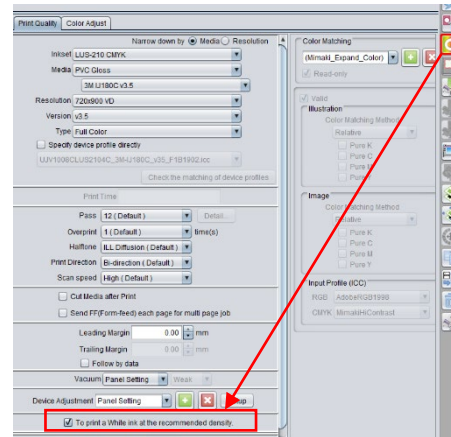 Print Quality Color Adjust
Narrow down by Media Resolution
Inkset LUS-210 CMYK
Media PVC Gloss
3M IJ180C v3.5
Resolution 720x900 VD
Version v3.5
Type Full Color
Specify device profile directly
UJV100BCLUS2104C_3M-IJ180C_v35_F1B1902.icc
Check the matching of device profiles
Print Time
Pass 12 ( Default ) Detail...
Overprint 1 ( Default ) time(s)
Halftone ILL Diffusion ( Default )
Print Direction Bi-direction ( Default )
Scan speed High ( Default )
Cut Media after Print
Send FF(Form-feed) each page for multi page job
Leading Margin 0.00 mm
Trailing Margin 0.00 mm
Follow by data
Vacuum Panel Setting Weak
Device Adjustment Panel Setting
To print a White ink at the recommended density.
Color Matching
(Mimaki_Expand_Color)
Read-only
Valid
Illustration
Color Matching Method
Relative
Pure K
Pure C
Pure M
Image
Color Matching Method
Relative
Pure K
Pure C
Pure M
Pure Y
Input Profile (ICC)
RGB AdobeRGB1998
CMYK MimakiHiContrast